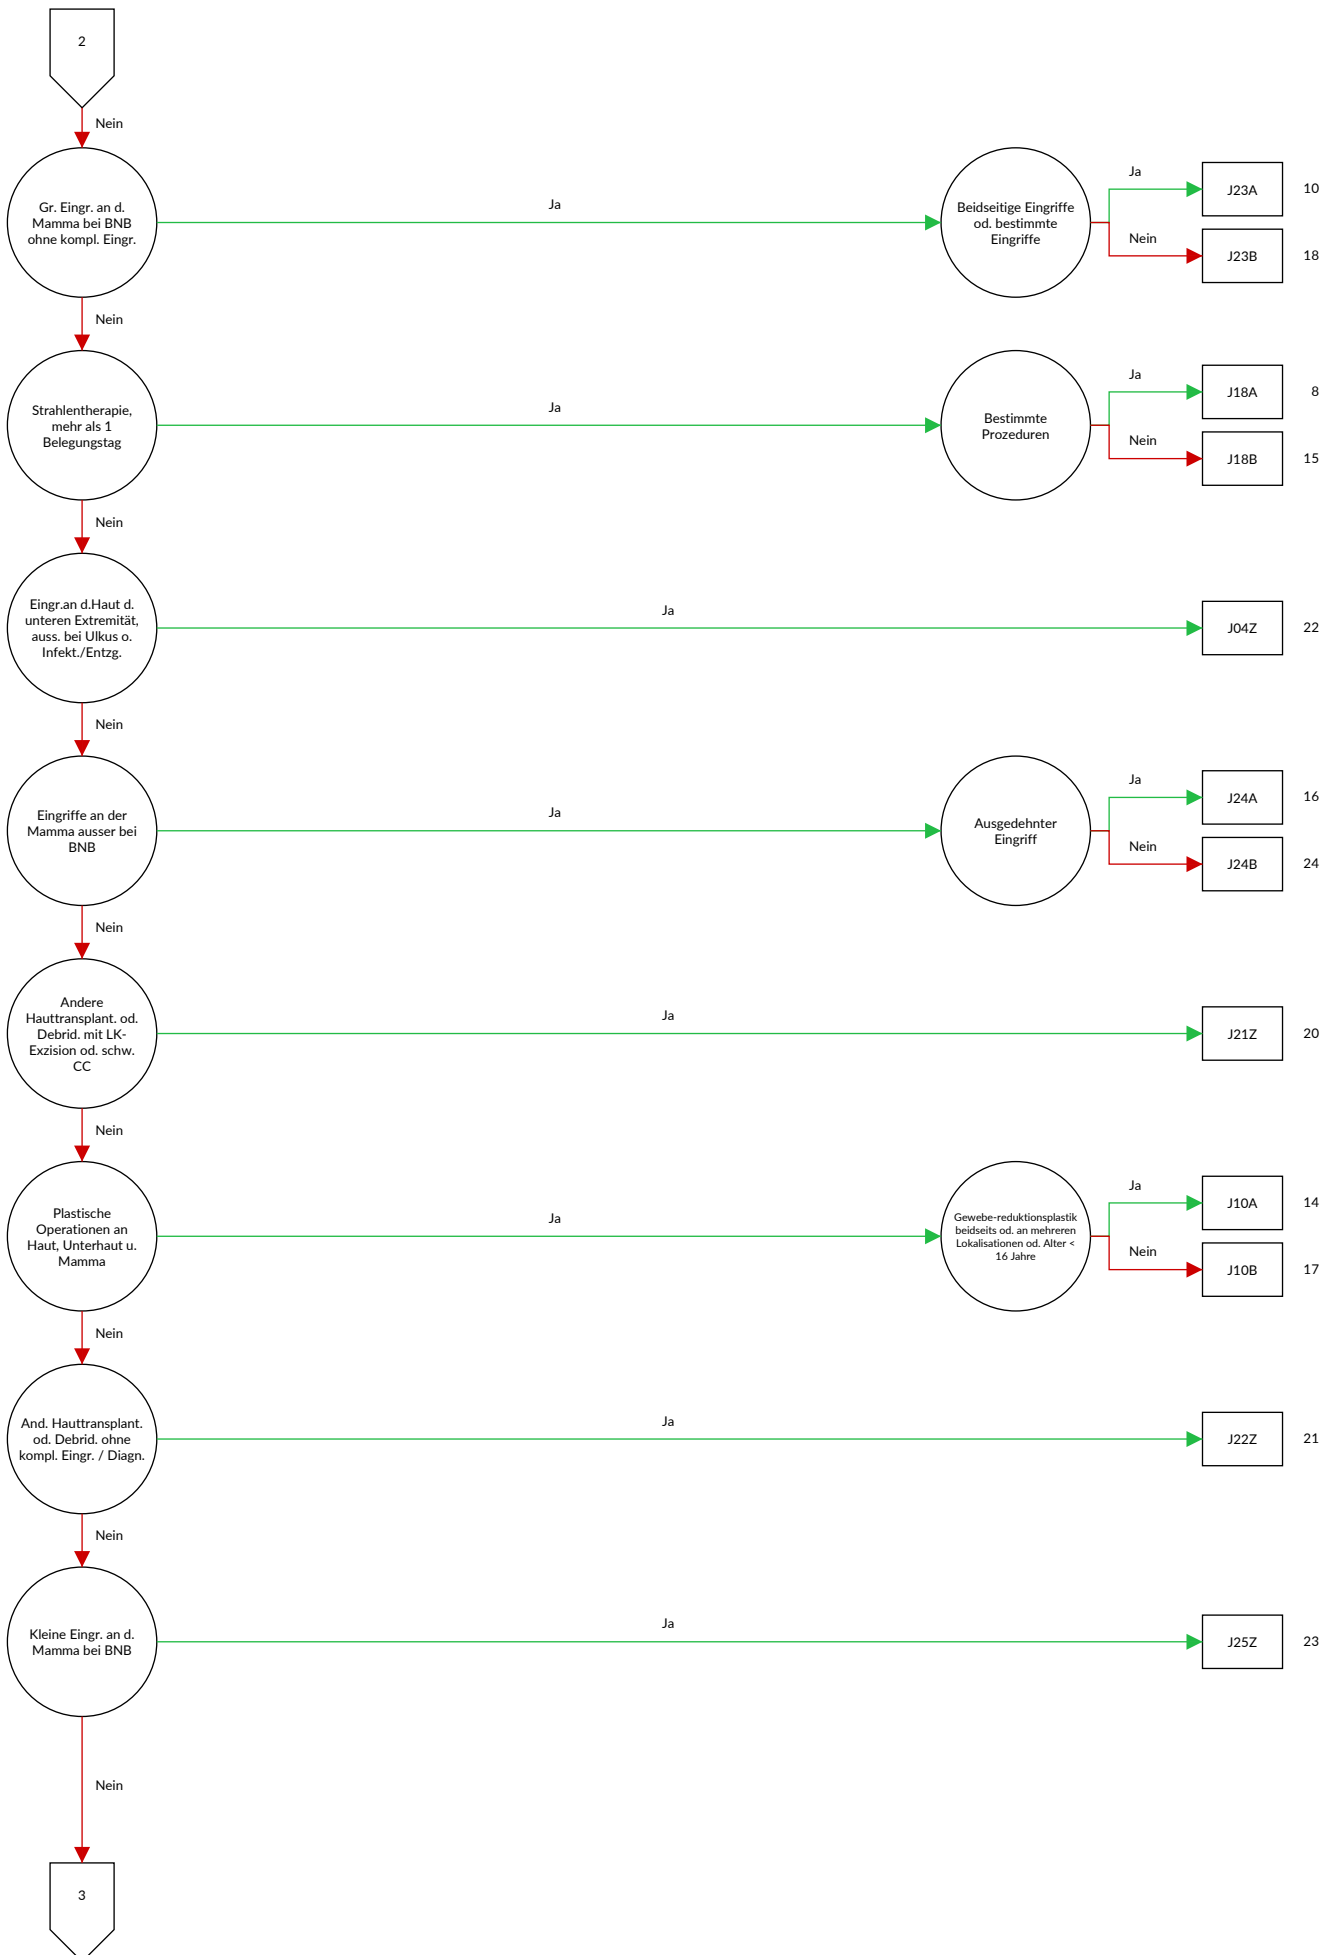 2
Nein
Gr. Eingr. an d.
Mamma bei BNB
ohne kompl. Eingr.
Ja
Beidseitige Eingriffe
od. bestimmte
Eingriffe
Ja
J23A
10
Nein
J23B
18
Nein
Strahlentherapie,
mehr als 1
Belegungstag
Ja
Bestimmte
Prozeduren
Ja
J18A
8
Nein
J18B
15
Nein
Eingr.an d.Haut d.
unteren Extremität,
auss. bei Ulkus o.
Infekt./Entzg.
Ja
J04Z
22
Nein
Eingriffe an der
Mamma ausser bei
BNB
Ja
Ausgedehnter
Eingriff
Ja
J24A
16
Nein
J24B
24
Nein
Andere
Hauttransplant. od.
Debrid. mit LK-
Exzision od. schw.
CC
Ja
J21Z
20
Nein
Plastische
Operationen an
Haut, Unterhaut u.
Mamma
Ja
Gewebe-reduktionsplastik
beidseits od. an mehreren
Lokalisationen od. Alter <
16 Jahre
Ja
J10A
14
Nein
J10B
17
Nein
And. Hauttransplant.
od. Debrid. ohne
kompl. Eingr. / Diagn.
Ja
J22Z
21
Nein
Kleine Eingr. an d.
Mamma bei BNB
Ja
J25Z
23
Nein
3